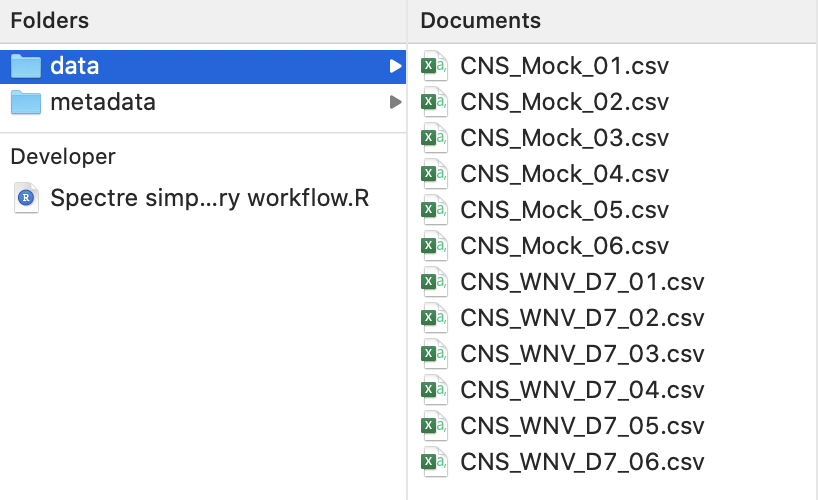 Folders
data
metadata
Developer
Spectre simp...ry workflow.R
Documents
CNS_Mock_01.csv
CNS_Mock_02.csv
CNS_Mock_03.csv
CNS_Mock_04.csv
CNS_Mock_05.csv
CNS_Mock_06.csv
CNS_WNV_D7_01.csv
CNS_WNV_D7_02.csv
CNS_WNV_D7_03.csv
CNS_WNV_D7_04.csv
CNS_WNV_D7_05.csv
CNS_WNV_D7_06.csv